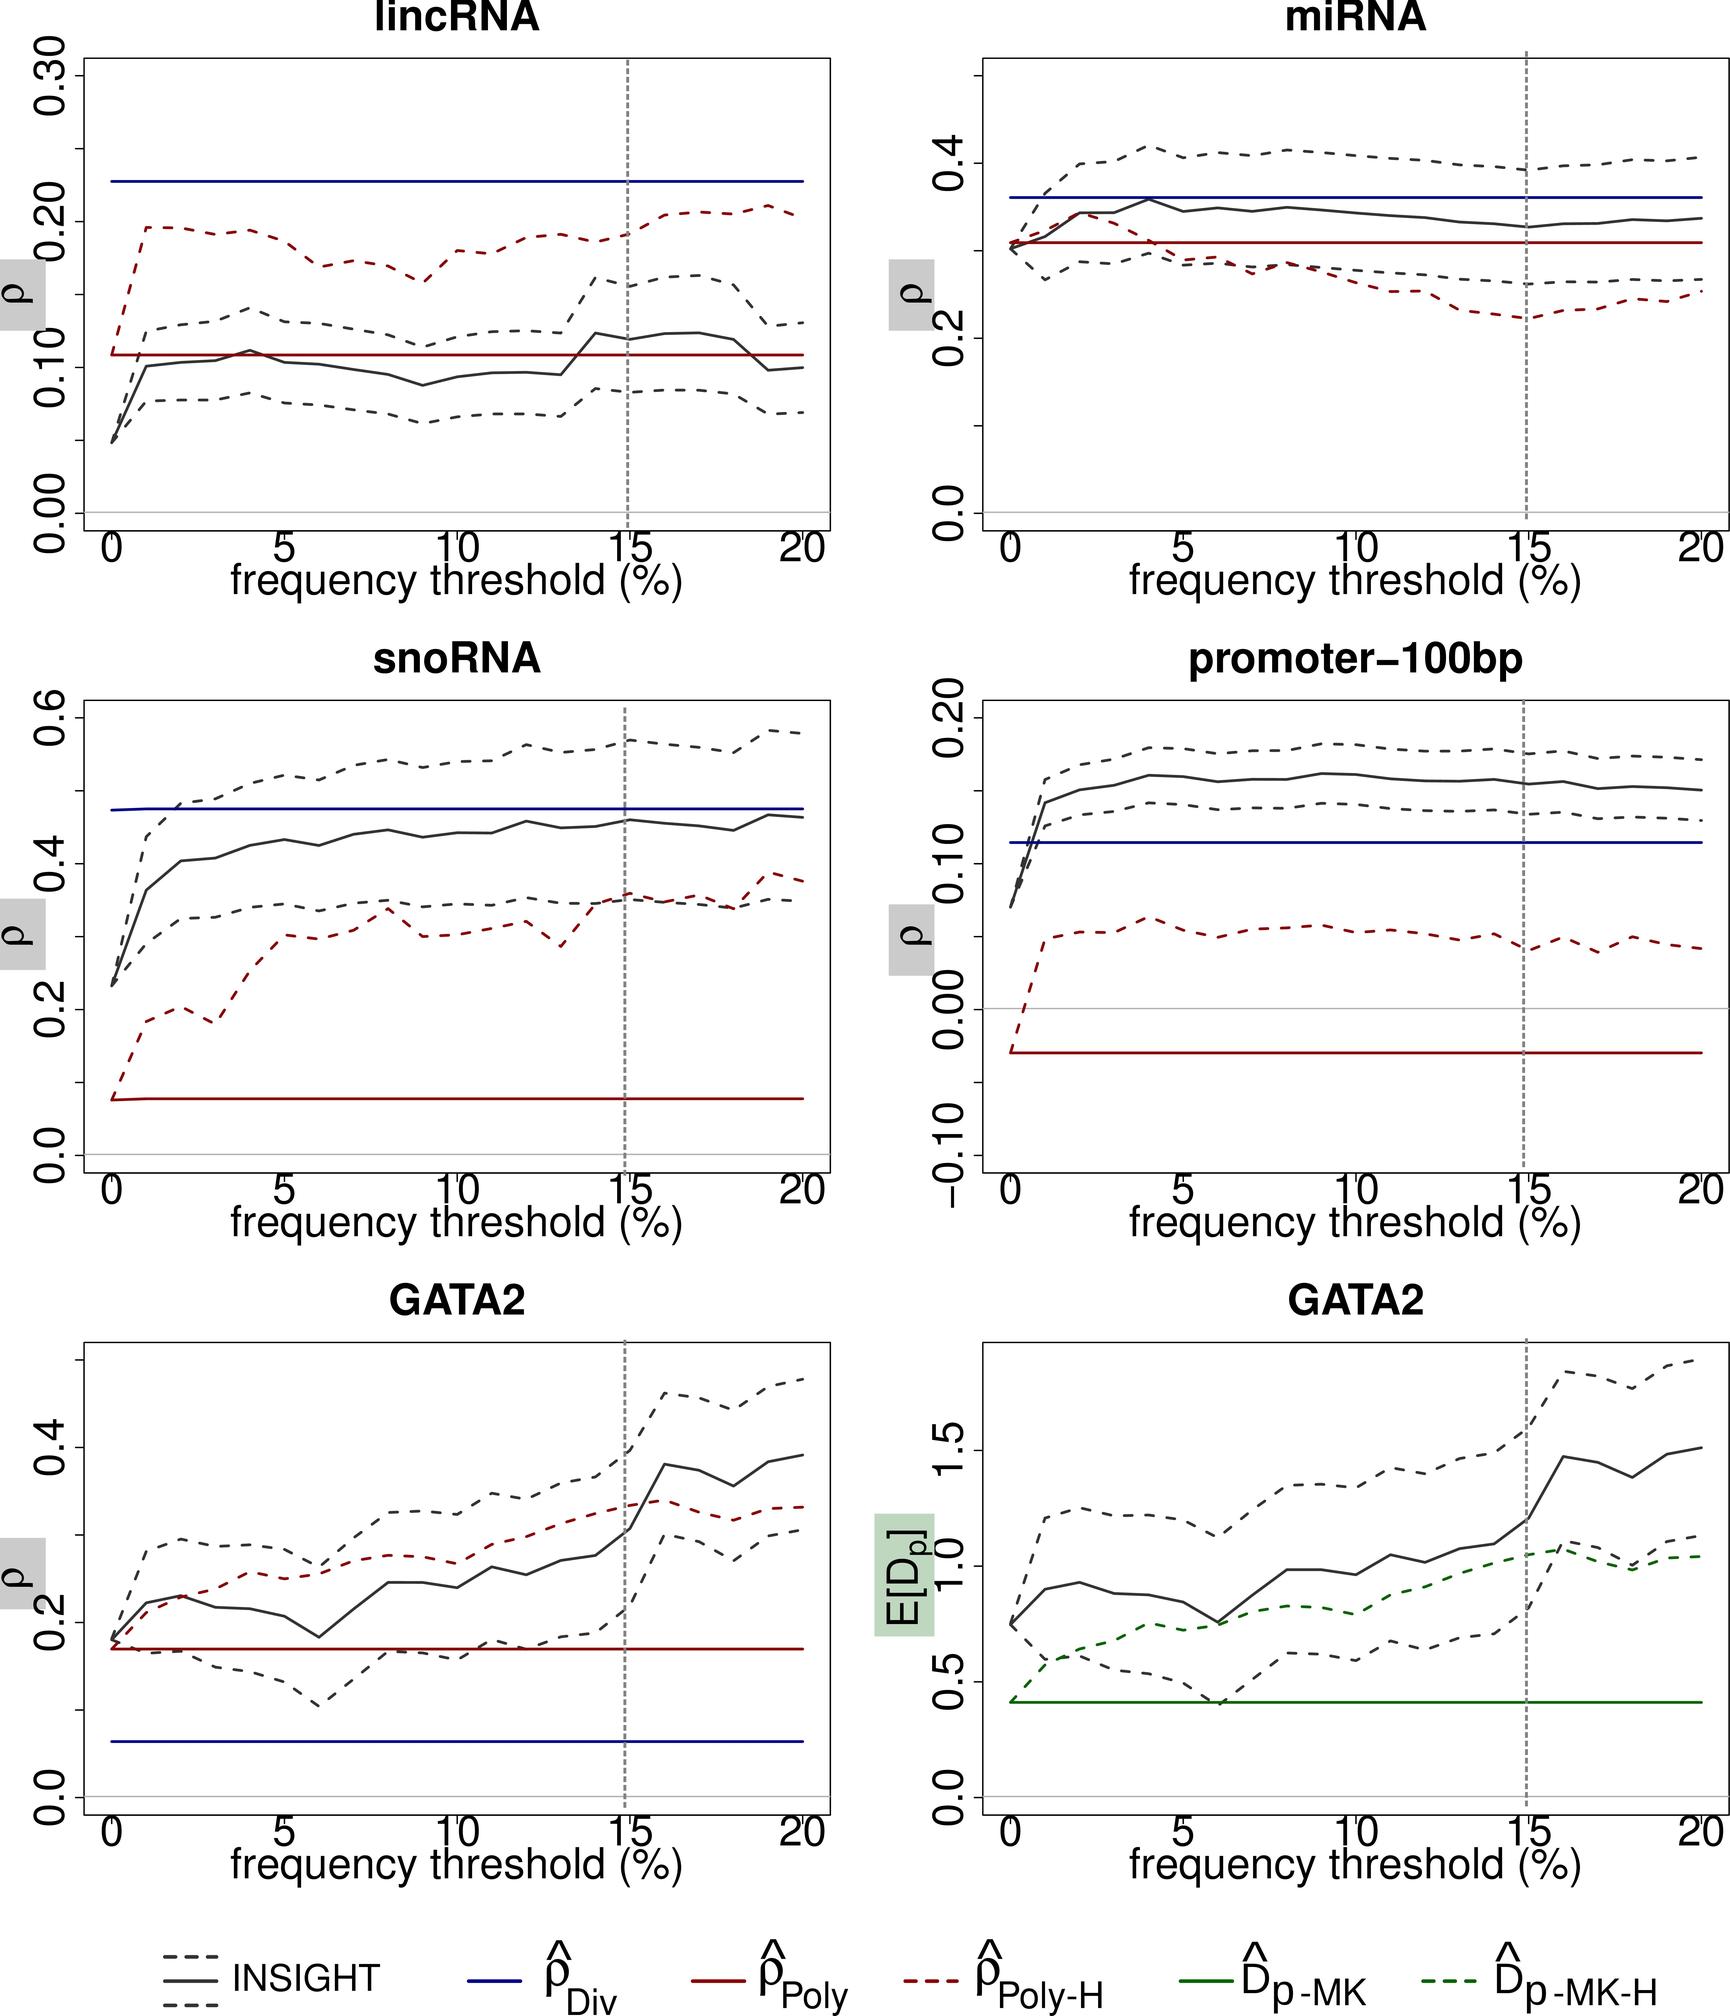 lincRNA
miRNA
0.00 0.10 0.20 0.30
ρ
0 5 10 15 20
frequency threshold (%)
0.0 0.2 0.4
ρ
0 5 10 15 20
frequency threshold (%)
snoRNA
promoter−100bp
0.0 0.2 0.4 0.6
ρ
0 5 10 15 20
frequency threshold (%)
−0.10 0.00 0.10 0.20
ρ
0 5 10 15 20
frequency threshold (%)
GATA2
GATA2
0.0 0.2 0.4
ρ
0 5 10 15 20
frequency threshold (%)
0.0 0.5 1.0 1.5
E[Dp]
0 5 10 15 20
frequency threshold (%)
INSIGHT ρ̂Div ρ̂Poly ρ̂Poly-H D̂p-MK D̂p-MK-H